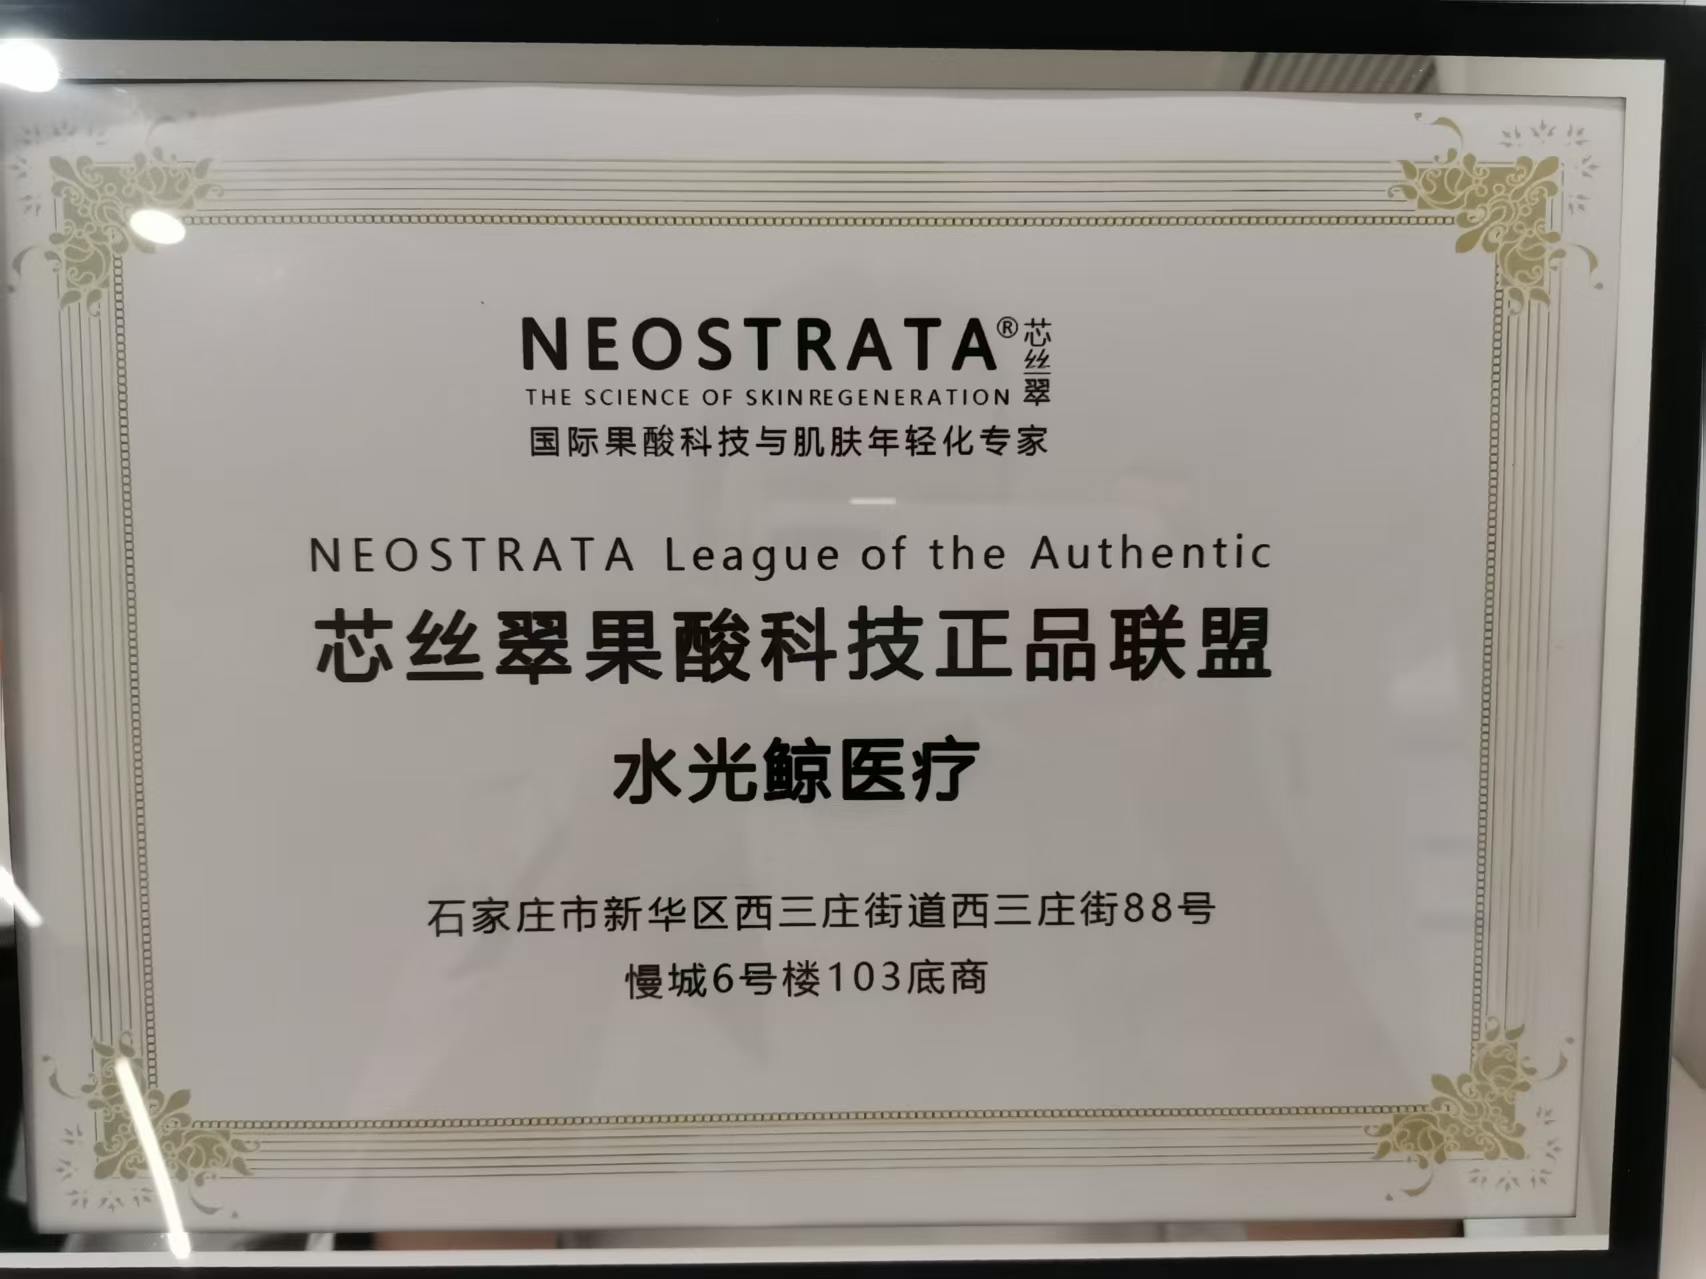 NEOSTRATA® 芯丝翠
THE SCIENCE OF SKINREGENERATION
国际果酸科技与肌肤年轻化专家
NEOSTRATA League of the Authentic
芯丝翠果酸科技正品联盟
水光鲸医疗
石家庄市新华区西三庄街道西三庄街88号
慢城6号楼103底商